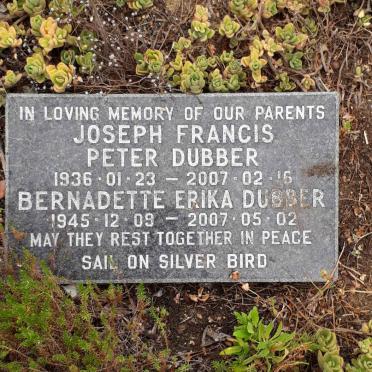 IN LOVING MEMORY OF OUR PARENTS
JOSEPH FRANCIS
PETER DUBBER
1936·01·23 – 2007·02·16
BERNADETTE ERIKA DUBBER
1945·12·09 – 2007·05·02
MAY THEY REST TOGETHER IN PEACE
SAIL ON SILVER BIRD